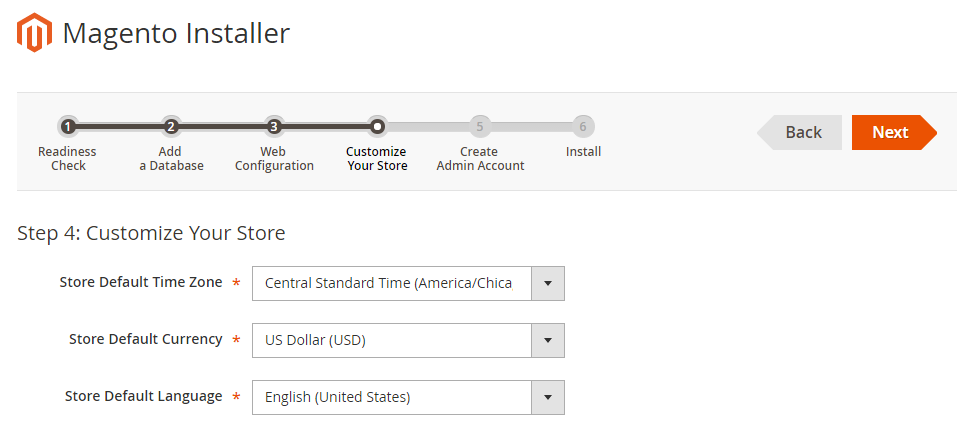 Magento Installer
1 2 3 5 6
Readiness Add Web Customize Create Install
Check a Database Configuration Your Store Admin Account
Back Next
Step 4: Customize Your Store
Store Default Time Zone * Central Standard Time (America/Chica
Store Default Currency * US Dollar (USD)
Store Default Language * English (United States)